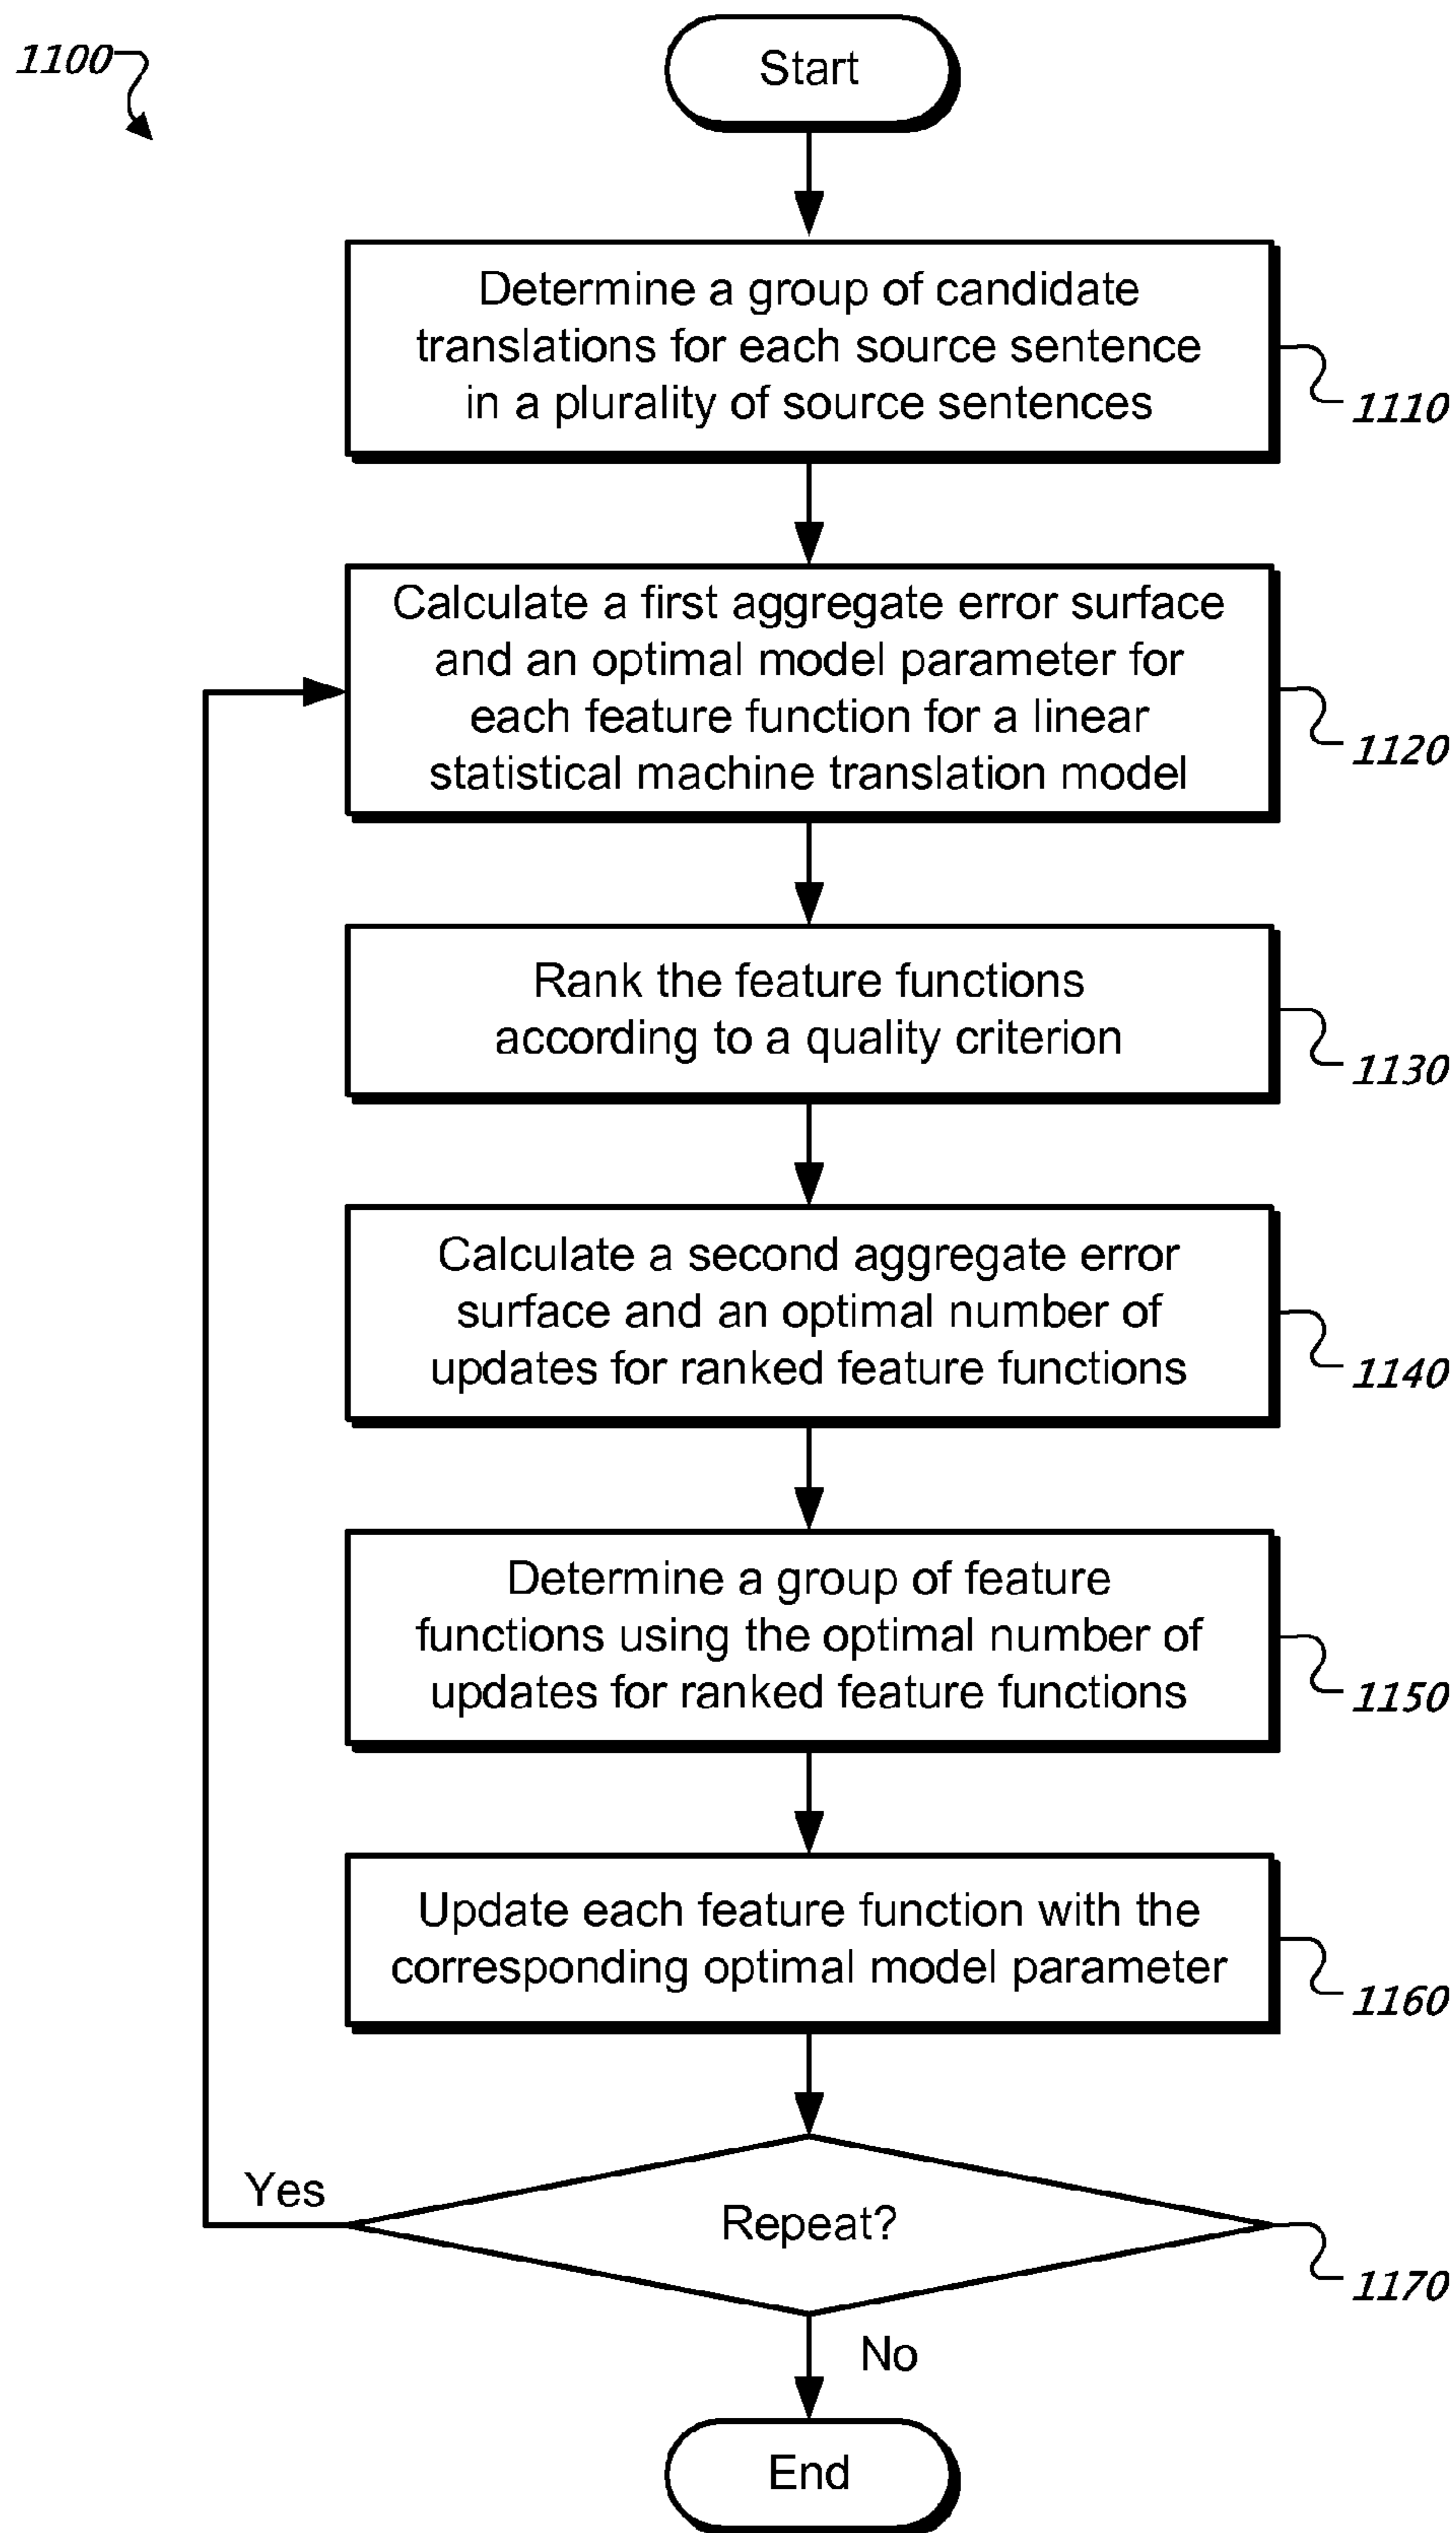 1100
Start
Determine a group of candidate
translations for each source sentence
in a plurality of source sentences
1110
Calculate a first aggregate error surface
and an optimal model parameter for
each feature function for a linear
statistical machine translation model
1120
Rank the feature functions
according to a quality criterion
1130
Calculate a second aggregate error
surface and an optimal number of
updates for ranked feature functions
1140
Determine a group of feature
functions using the optimal number of
updates for ranked feature functions
1150
Update each feature function with the
corresponding optimal model parameter
1160
Yes
Repeat?
1170
No
End